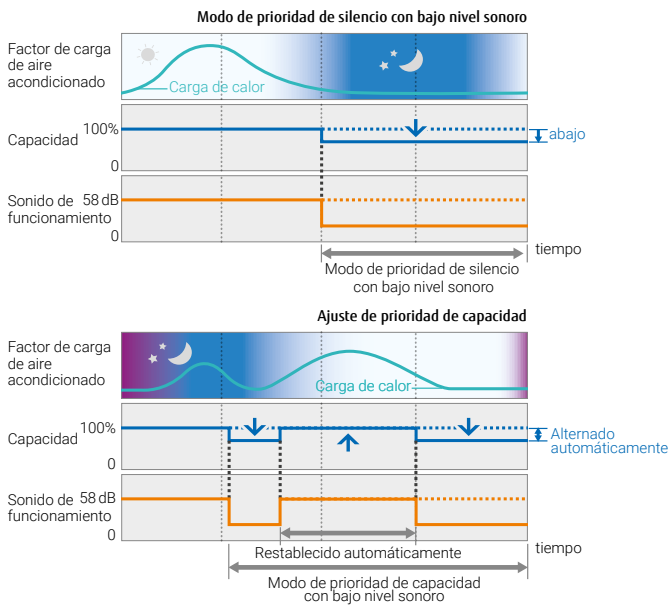 Modo de prioridad de silencio con bajo nivel sonoro
Factor de carga
de aire
acondicionado
Carga de calor
Capacidad
100%
0
abajo
Sonido de
funcionamiento
58 dB
0
tiempo
Modo de prioridad de silencio
con bajo nivel sonoro
Ajuste de prioridad de capacidad
Factor de carga
de aire
acondicionado
Carga de calor
Capacidad
100%
0
Alternado
automáticamente
Sonido de
funcionamiento
58 dB
0
tiempo
Restablecido automáticamente
Modo de prioridad de capacidad
con bajo nivel sonoro